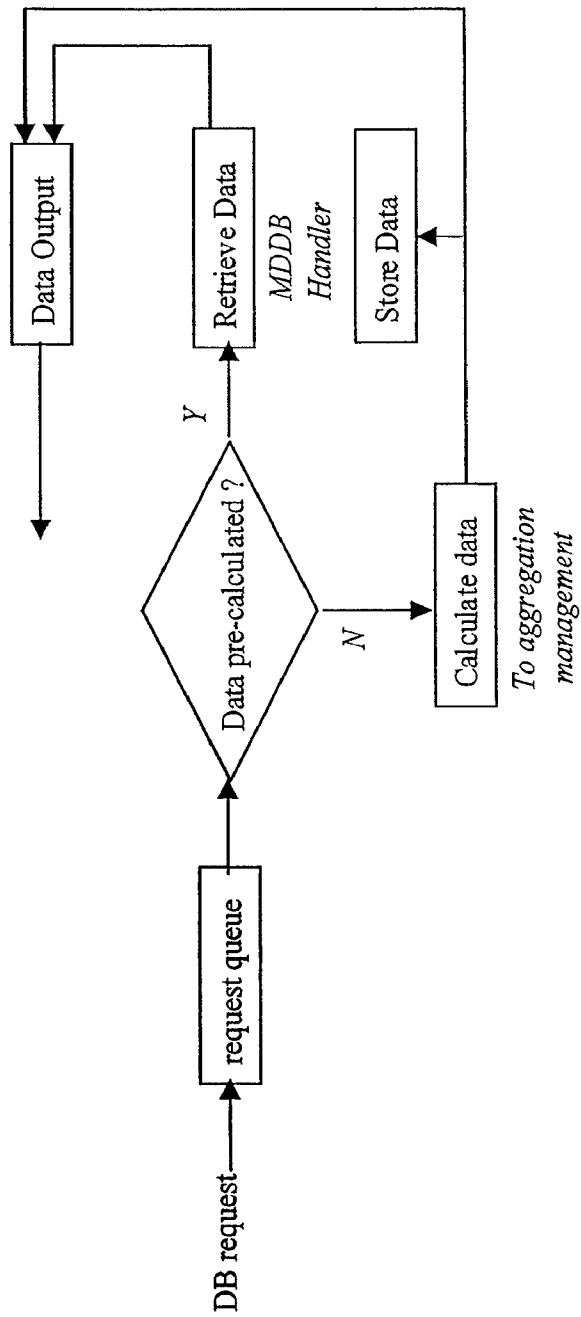 DB request
request queue
Data pre-calculated ?
Y
N
Retrieve Data
MDDB
Handler
Data Output
Calculate data
To aggregation
management
Store Data